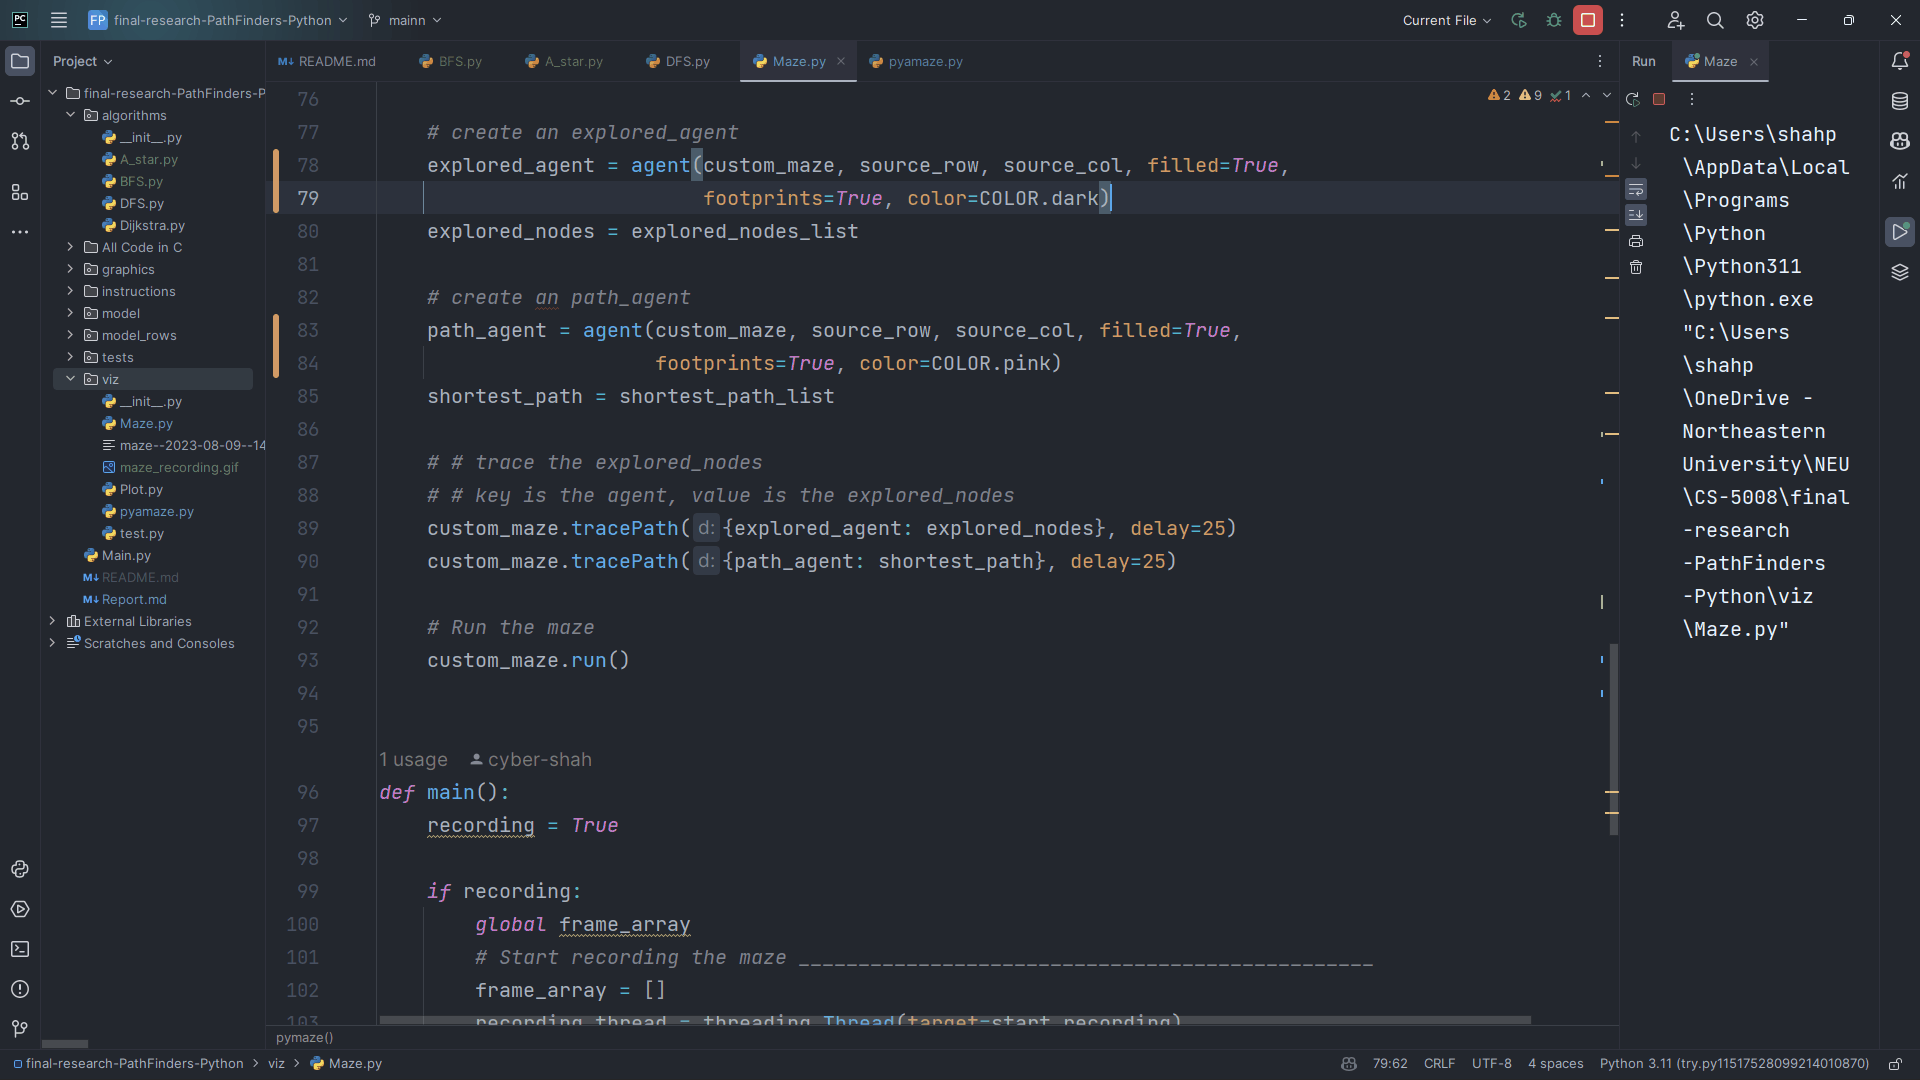 PC FP final-research-PathFinders-Python mainn Current File
Project
final-research-PathFinders-P
algorithms
__init__.py
A_star.py
BFS.py
DFS.py
Dijkstra.py
All Code in C
graphics
instructions
model
model_rows
tests
viz
__init__.py
Maze.py
maze--2023-08-09--14
maze_recording.gif
Plot.py
pyamaze.py
test.py
Main.py
README.md
Report.md
External Libraries
Scratches and Consoles
README.md BFS.py A_star.py DFS.py Maze.py pyamaze.py
2 9 1
76
77 # create an explored_agent
78 explored_agent = agent(custom_maze, source_row, source_col, filled=True,
79 footprints=True, color=COLOR.dark)
80 explored_nodes = explored_nodes_list
81
82 # create an path_agent
83 path_agent = agent(custom_maze, source_row, source_col, filled=True,
84 footprints=True, color=COLOR.pink)
85 shortest_path = shortest_path_list
86
87 # # trace the explored_nodes
88 # # key is the agent, value is the explored_nodes
89 custom_maze.tracePath( d: {explored_agent: explored_nodes}, delay=25)
90 custom_maze.tracePath( d: {path_agent: shortest_path}, delay=25)
91
92 # Run the maze
93 custom_maze.run()
94
95
1 usage cyber-shah
96 def main():
97 recording = True
98
99 if recording:
100 global frame_array
101 # Start recording the maze ________________________________________________
102 frame_array = []
103 recording_thread = threading.Thread(target=start_recording)
pymaze()
Run Maze
C:\Users\shahp
\AppData\Local
\Programs
\Python
\Python311
\python.exe
"C:\Users
\shahp
\OneDrive -
Northeastern
University\NEU
\CS-5008\final
-research
-PathFinders
-Python\viz
\Maze.py"
final-research-PathFinders-Python > viz > Maze.py
79:62 CRLF UTF-8 4 spaces Python 3.11 (try.py11517528099214010870)